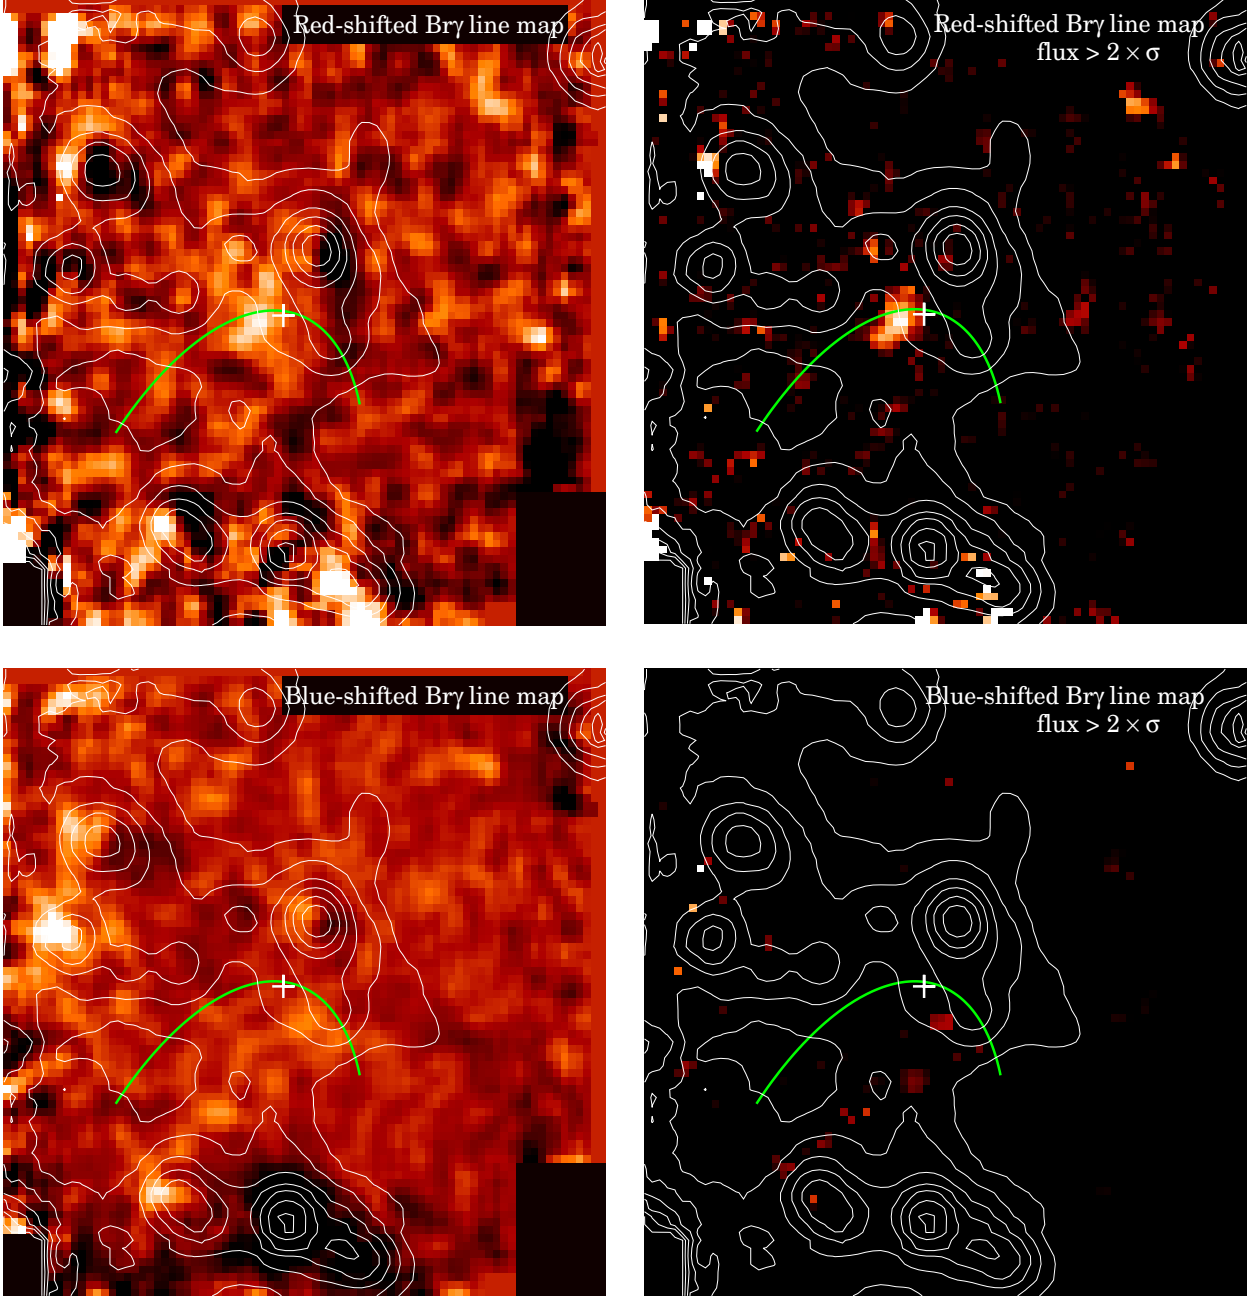 Red-shifted Brγ line map
Red-shifted Brγ line map
flux > 2 × σ
Blue-shifted Brγ line map
Blue-shifted Brγ line map
flux > 2 × σ